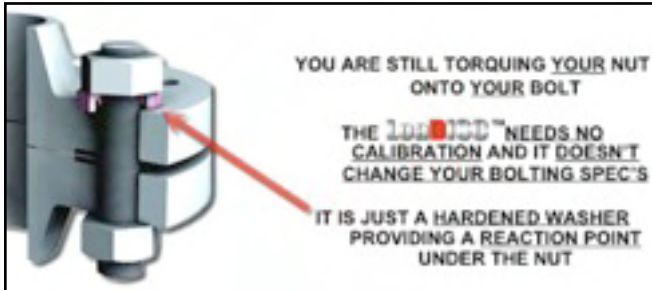 YOU ARE STILL TORQUING YOUR NUT
ONTO YOUR BOLT
THE ™ NEEDS NO
CALIBRATION AND IT DOESN'T
CHANGE YOUR BOLTING SPEC'S
IT IS JUST A HARDENED WASHER
PROVIDING A REACTION POINT
UNDER THE NUT